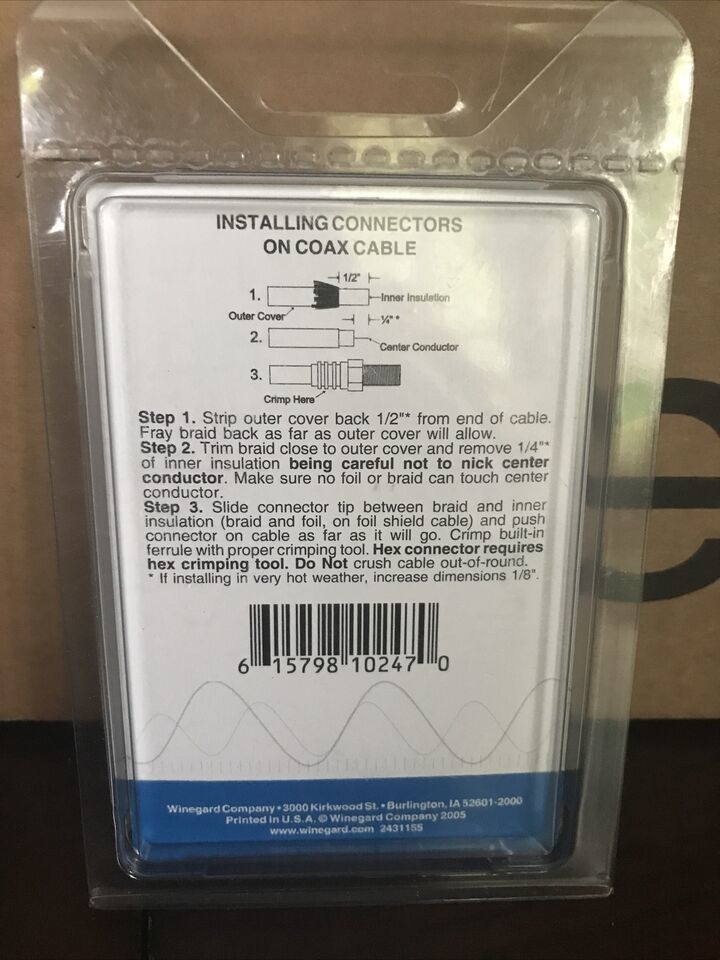 INSTALLING CONNECTORS
ON COAX CABLE
1/2"
1.
Inner Insulation
Outer Cover
¼" *
2.
Center Conductor
3.
Crimp Here
Step 1. Strip outer cover back 1/2"* from end of cable.
Fray braid back as far as outer cover will allow.
Step 2. Trim braid close to outer cover and remove 1/4"*
of inner insulation being careful not to nick center
conductor. Make sure no foil or braid can touch center
conductor.
Step 3. Slide connector tip between braid and inner
insulation (braid and foil, on foil shield cable) and push
connector on cable as far as it will go. Crimp built-in
ferrule with proper crimping tool. Hex connector requires
hex crimping tool. Do Not crush cable out-of-round.
* If installing in very hot weather, increase dimensions 1/8".
6 15798 10247 0
Winegard Company • 3000 Kirkwood St. • Burlington, IA 52601-2000
Printed In U.S.A. © Winegard Company 2005
www.winegard.com 2431155
e